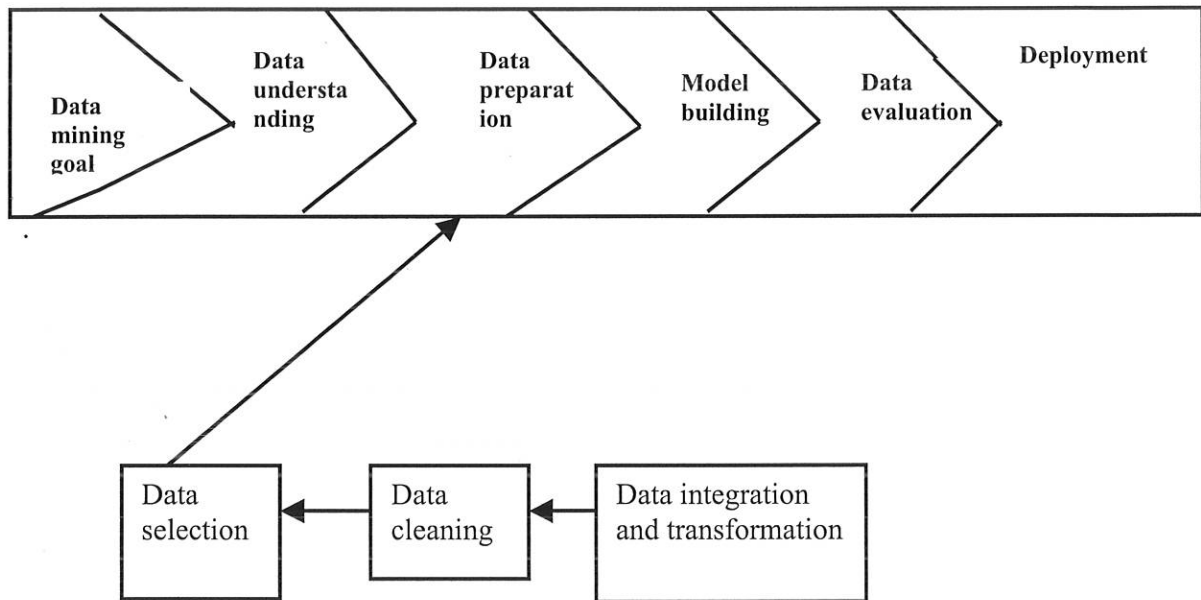 Data
mining
goal
Data
understa
nding
Data
preparat
ion
Model
building
Data
evaluation
Deployment
Data
selection
Data
cleaning
Data integration
and transformation